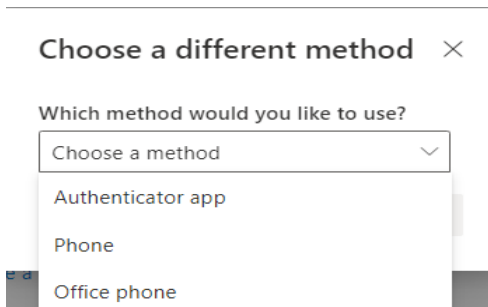 Choose a different method
Which method would you like to use?
Choose a method
Authenticator app
Phone
e a
Office phone